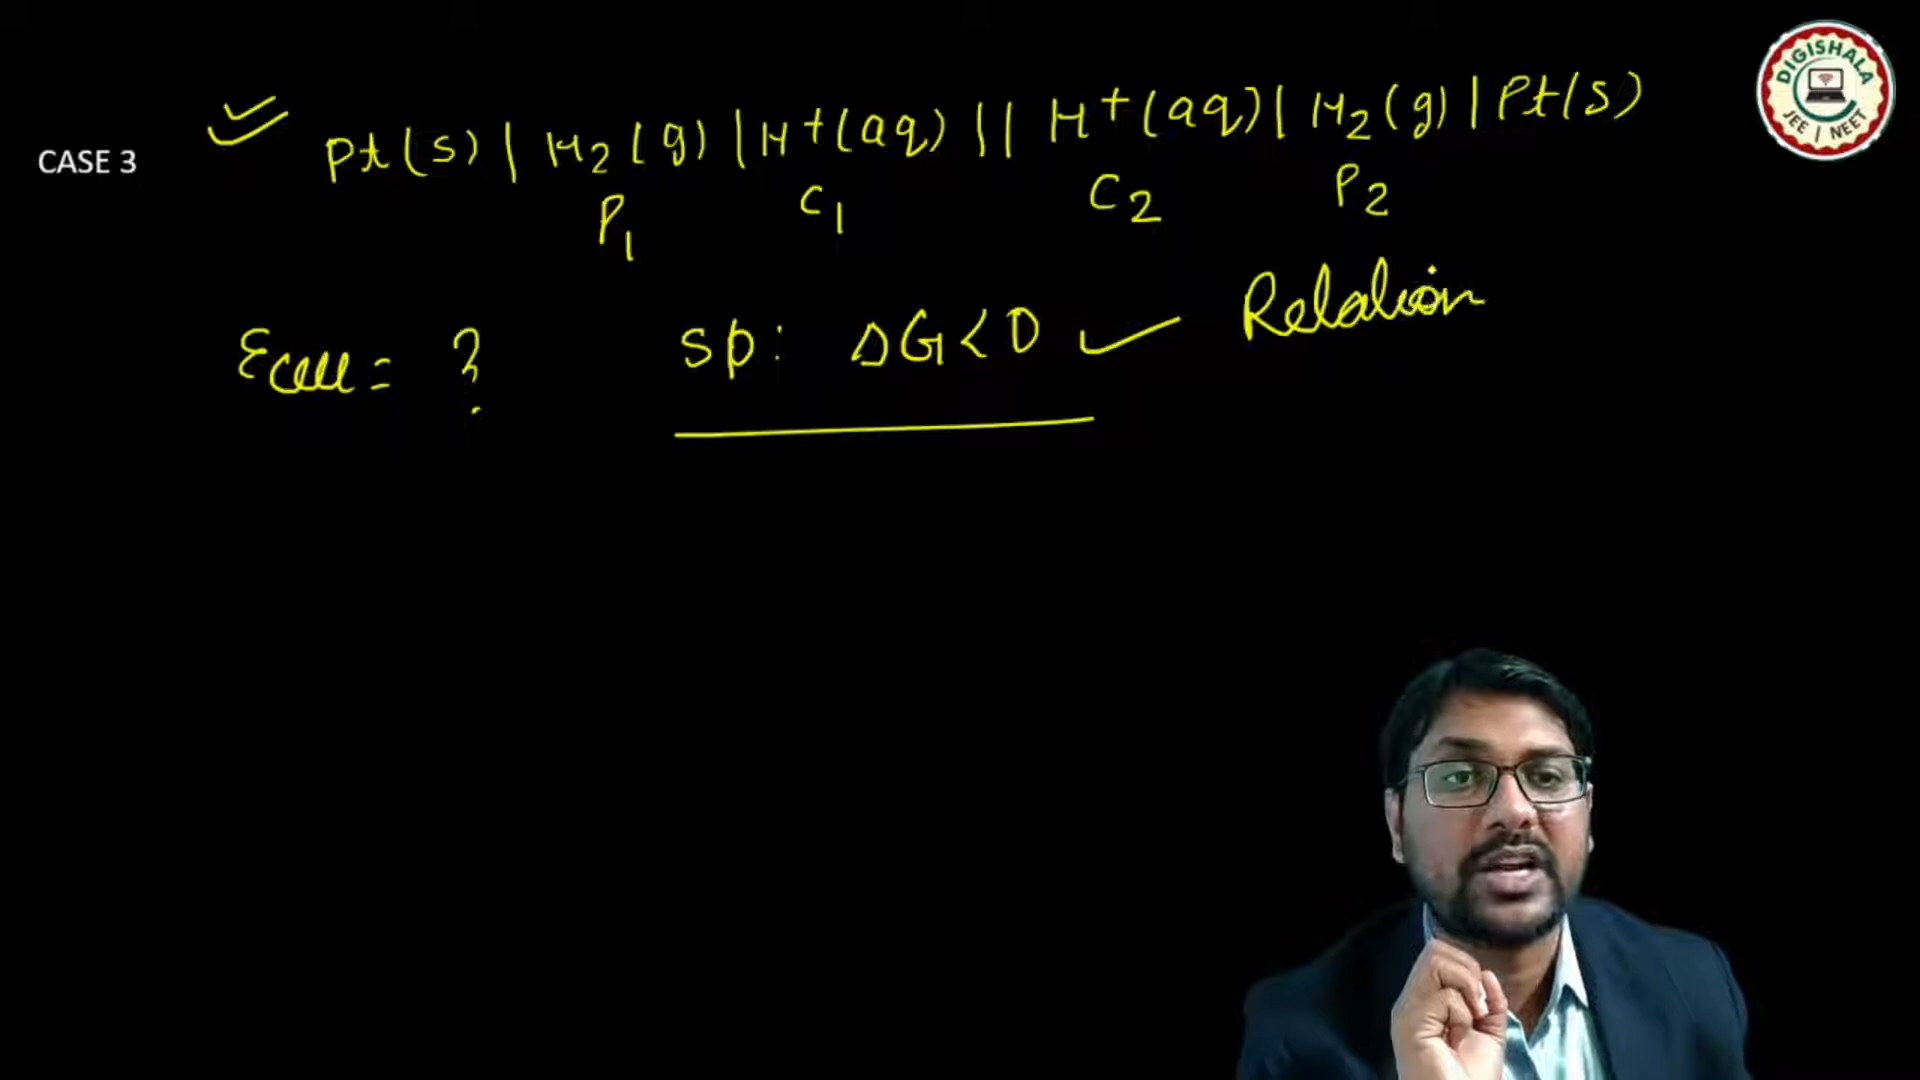 DIGISHALA
JEE | NEET
CASE 3
Pt(s) | H2(g) | H+(aq) || H+(aq) | H2(g) | Pt(s)
P1 C1 C2 P2
Ecell = ? sp: ΔG<0 Relation